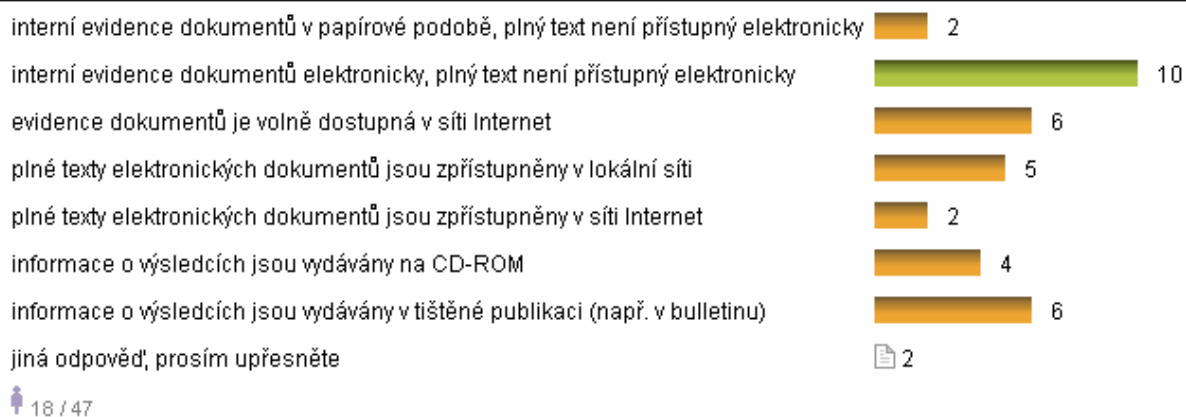 interní evidence dokumentů v papírové podobě, plný text není přístupný elektronicky 2
interní evidence dokumentů elektronicky, plný text není přístupný elektronicky 10
evidence dokumentů je volně dostupná v síti Internet 6
plné texty elektronických dokumentů jsou zpřístupněny v lokální síti 5
plné texty elektronických dokumentů jsou zpřístupněny v síti Internet 2
informace o výsledcích jsou vydávány na CD-ROM 4
informace o výsledcích jsou vydávány v tištěné publikaci (např. v bulletinu) 6
jiná odpověď, prosím upřesněte 2
18 / 47